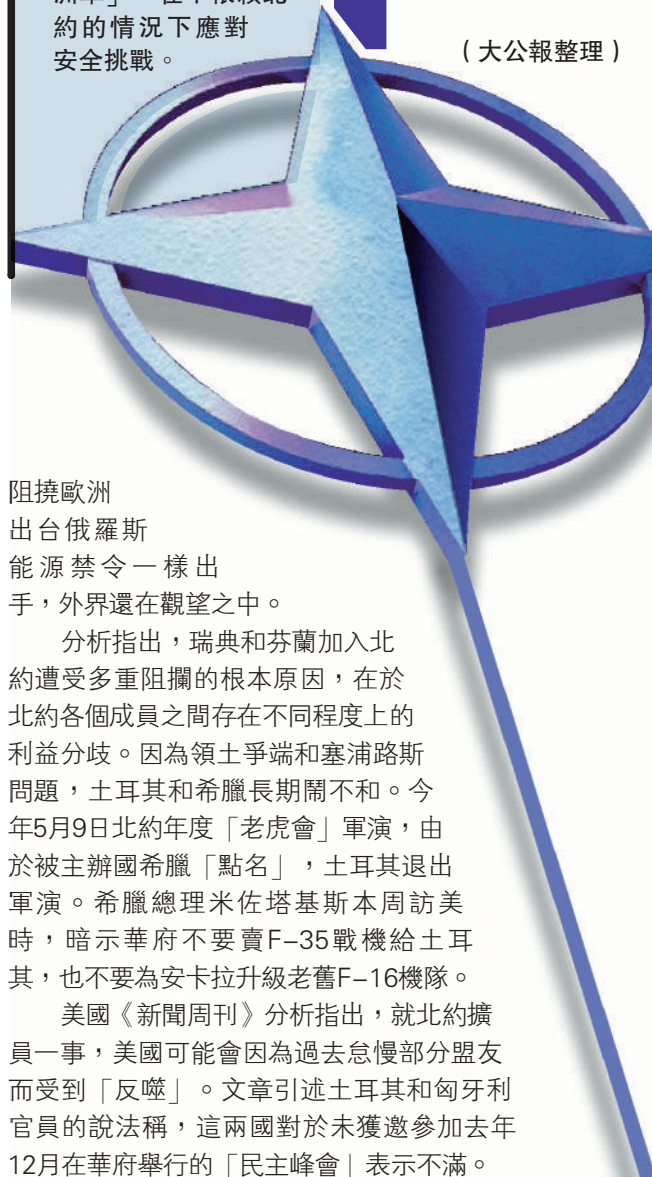 約的情況下應對
安全挑戰。
（大公報整理）
阻撓歐洲
出台俄羅斯
能源禁令一樣出
手，外界還在觀望之中。
分析指出，瑞典和芬蘭加入北
約遭受多重阻攔的根本原因，在於
北約各個成員之間存在不同程度上的
利益分歧。因為領土爭端和塞浦路斯
問題，土耳其和希臘長期鬧不和。今
年5月9日北約年度「老虎會」軍演，由
於被主辦國希臘「點名」，土耳其退出
軍演。希臘總理米佐塔基斯本周訪美
時，暗示華府不要賣F–35戰機給土耳
其，也不要為安卡拉升級老舊F–16機隊。
美國《新聞周刊》分析指出，就北約擴
員一事，美國可能會因為過去怠慢部分盟友
而受到「反噬」。文章引述土耳其和匈牙利
官員的說法稱，這兩國對於未獲邀參加去年
12月在華府舉行的「民主峰會」表示不滿。